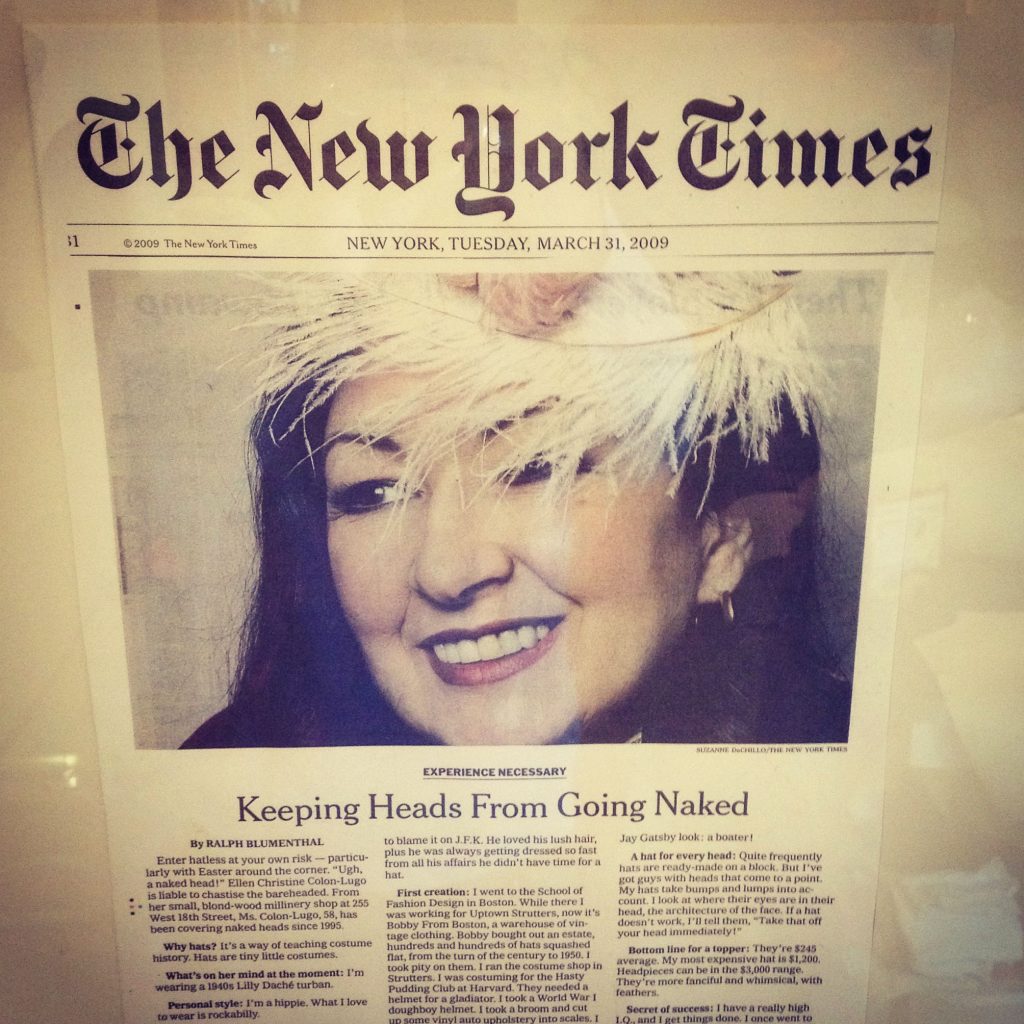 The New York Times
31
© 2009 The New York Times
NEW YORK, TUESDAY, MARCH 31, 2009
SUZANNE DeCHILLO/THE NEW YORK TIMES
EXPERIENCE NECESSARY
Keeping Heads From Going Naked
By RALPH BLUMENTHAL
Enter hatless at your own risk — particu-
larly with Easter around the corner. “Ugh,
a naked head!” Ellen Christine Colon-Lugo
is liable to chastise the bareheaded. From
her small, blond-wood millinery shop at 255
West 18th Street, Ms. Colon-Lugo, 58, has
been covering naked heads since 1995.
Why hats? It’s a way of teaching costume
history. Hats are tiny little costumes.
What’s on her mind at the moment: I’m
wearing a 1940s Lilly Daché turban.
Personal style: I’m a hippie. What I love
to wear is rockabilly.
to blame it on J.F.K. He loved his lush hair,
plus he was always getting dressed so fast
from all his affairs he didn’t have time for a
hat.
First creation: I went to the School of
Fashion Design in Boston. While there I
was working for Uptown Strutters, now it’s
Bobby From Boston, a warehouse of vin-
tage clothing. Bobby bought out an estate,
hundreds and hundreds of hats squashed
flat, from the turn of the century to 1950. I
took pity on them. I ran the costume shop in
Strutters. I was costuming for the Hasty
Pudding Club at Harvard. They needed a
helmet for a gladiator. I took a World War I
doughboy helmet. I took a broom and cut
up some vinyl auto upholstery into scales. I
Jay Gatsby look: a boater!
A hat for every head: Quite frequently
hats are ready-made on a block. But I’ve
got guys with heads that come to a point.
My hats take bumps and lumps into ac-
count. I look at where their eyes are in their
head, the architecture of the face. If a hat
doesn’t work, I’ll tell them, “Take that off
your head immediately!”
Bottom line for a topper: They’re $245
average. My most expensive hat is $1,200.
Headpieces can be in the $3,000 range.
They’re more fanciful and whimsical, with
feathers.
Secret of success: I have a really high
I.Q., and I get things done. I once went to